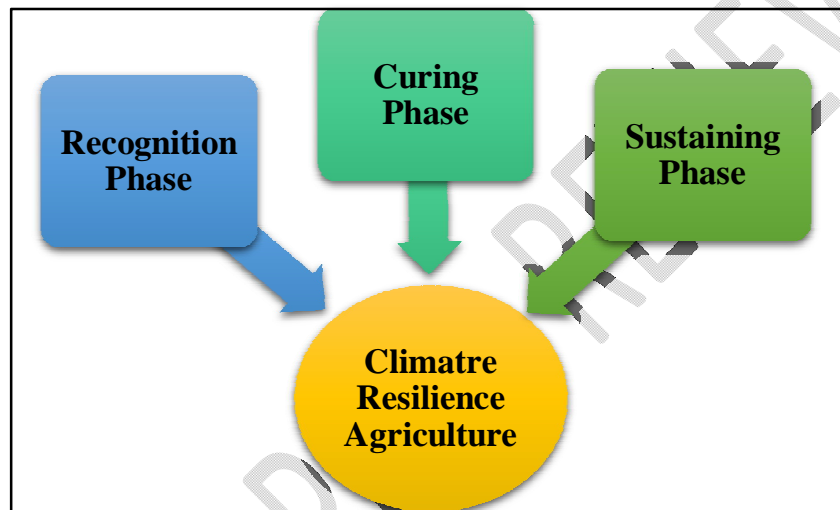 Curing
Phase
Recognition
Phase
Sustaining
Phase
Climatre
Resilience
Agriculture